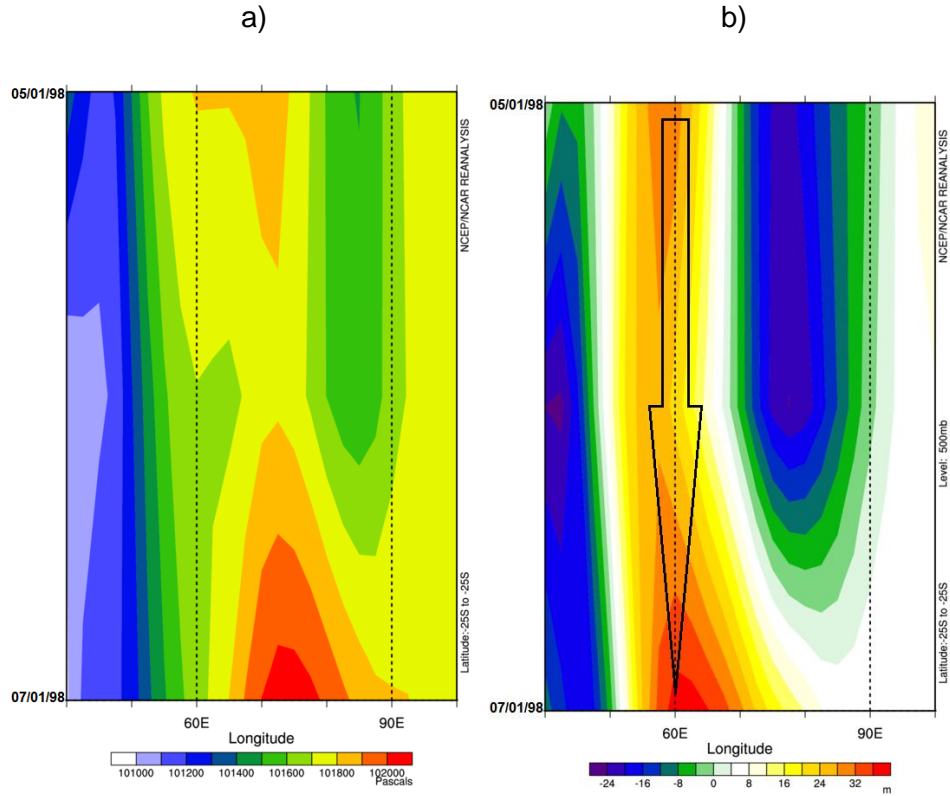 a)
b)
05/01/98
NCEP/NCAR REANALYSIS
Latitude:-25S to -25S
07/01/98
60E
90E
Longitude
101000 101200 101400 101600 101800 102000
Pascals
05/01/98
NCEP/NCAR REANALYSIS
Level: 500mb
Latitude:-25S to -25S
07/01/98
60E
90E
Longitude
-24 -16 -8 0 8 16 24 32
m